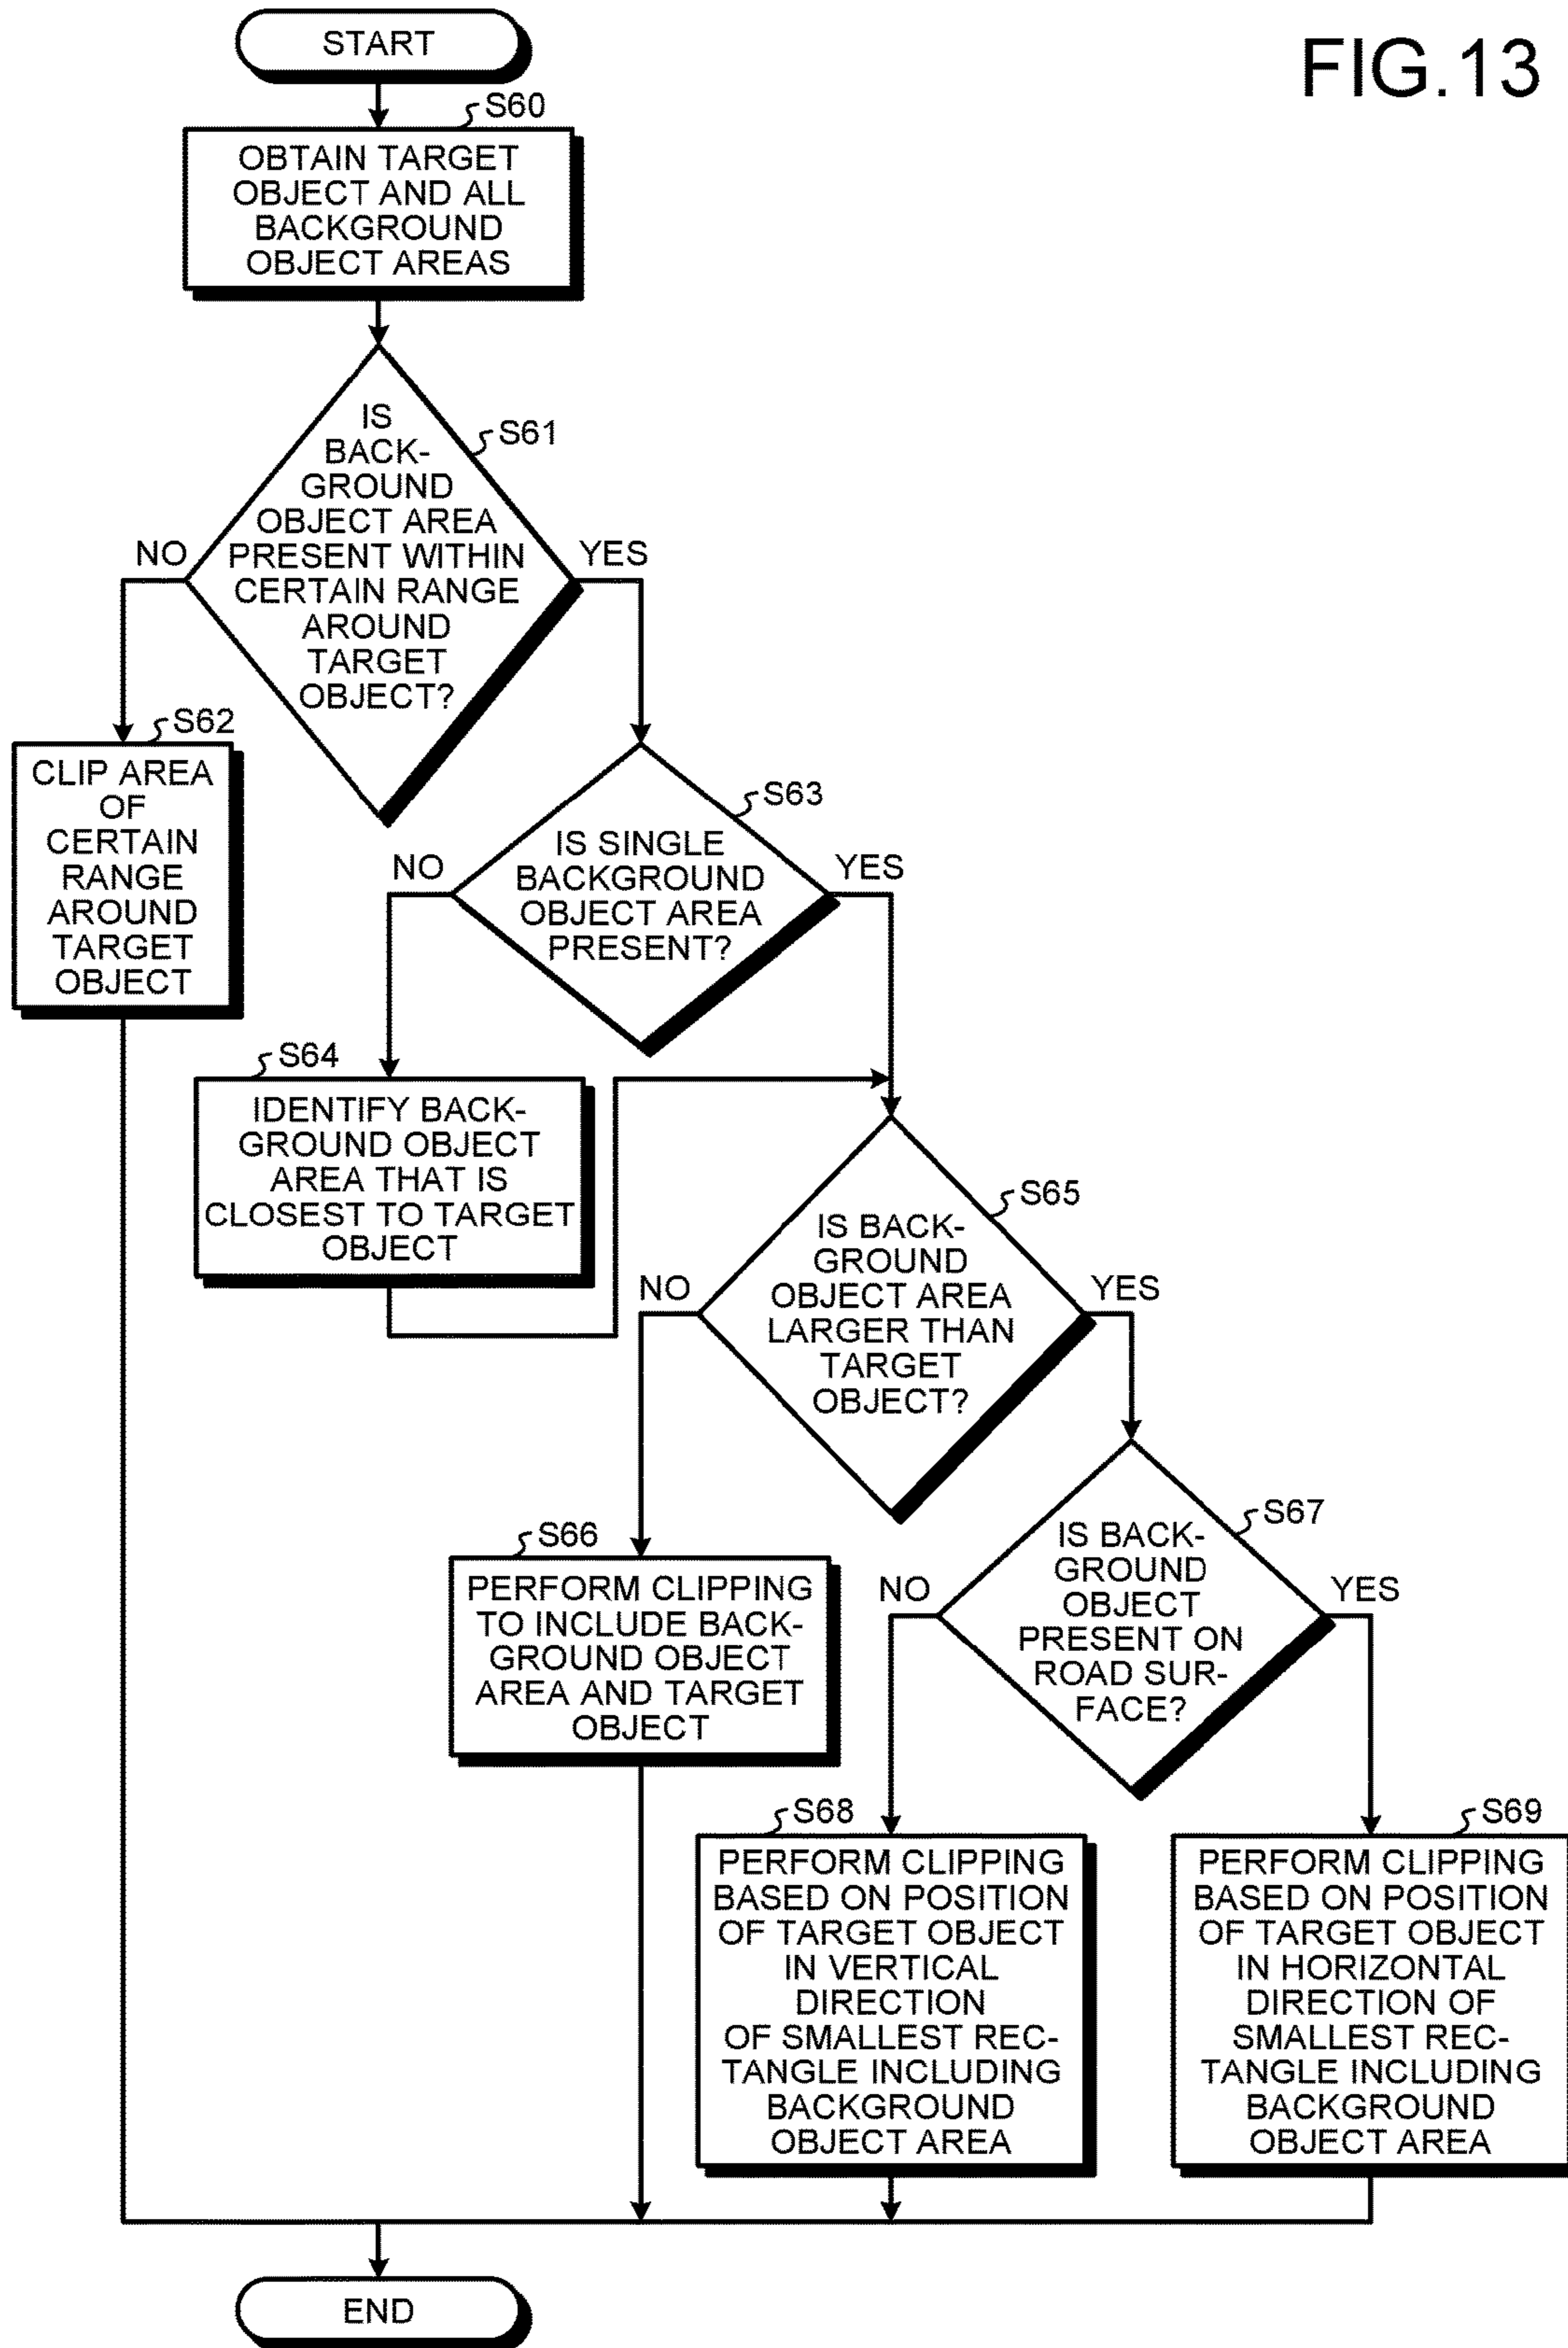 FIG.13
START
S60
OBTAIN TARGET
OBJECT AND ALL
BACKGROUND
OBJECT AREAS
S61
IS
BACK-
GROUND
OBJECT AREA
PRESENT WITHIN
CERTAIN RANGE
AROUND
TARGET
OBJECT?
NO
YES
S62
CLIP AREA
OF
CERTAIN
RANGE
AROUND
TARGET
OBJECT
S63
IS SINGLE
BACKGROUND
OBJECT AREA
PRESENT?
NO
YES
S64
IDENTIFY BACK-
GROUND OBJECT
AREA THAT IS
CLOSEST TO TARGET
OBJECT
S65
IS BACK-
GROUND
OBJECT AREA
LARGER THAN
TARGET
OBJECT?
NO
YES
S66
PERFORM CLIPPING
TO INCLUDE BACK-
GROUND OBJECT
AREA AND TARGET
OBJECT
S67
IS BACK-
GROUND
OBJECT
PRESENT ON
ROAD SUR-
FACE?
NO
YES
S68
PERFORM CLIPPING
BASED ON POSITION
OF TARGET OBJECT
IN VERTICAL
DIRECTION
OF SMALLEST REC-
TANGLE INCLUDING
BACKGROUND
OBJECT AREA
S69
PERFORM CLIPPING
BASED ON POSITION
OF TARGET OBJECT
IN HORIZONTAL
DIRECTION OF
SMALLEST REC-
TANGLE INCLUDING
BACKGROUND
OBJECT AREA
END